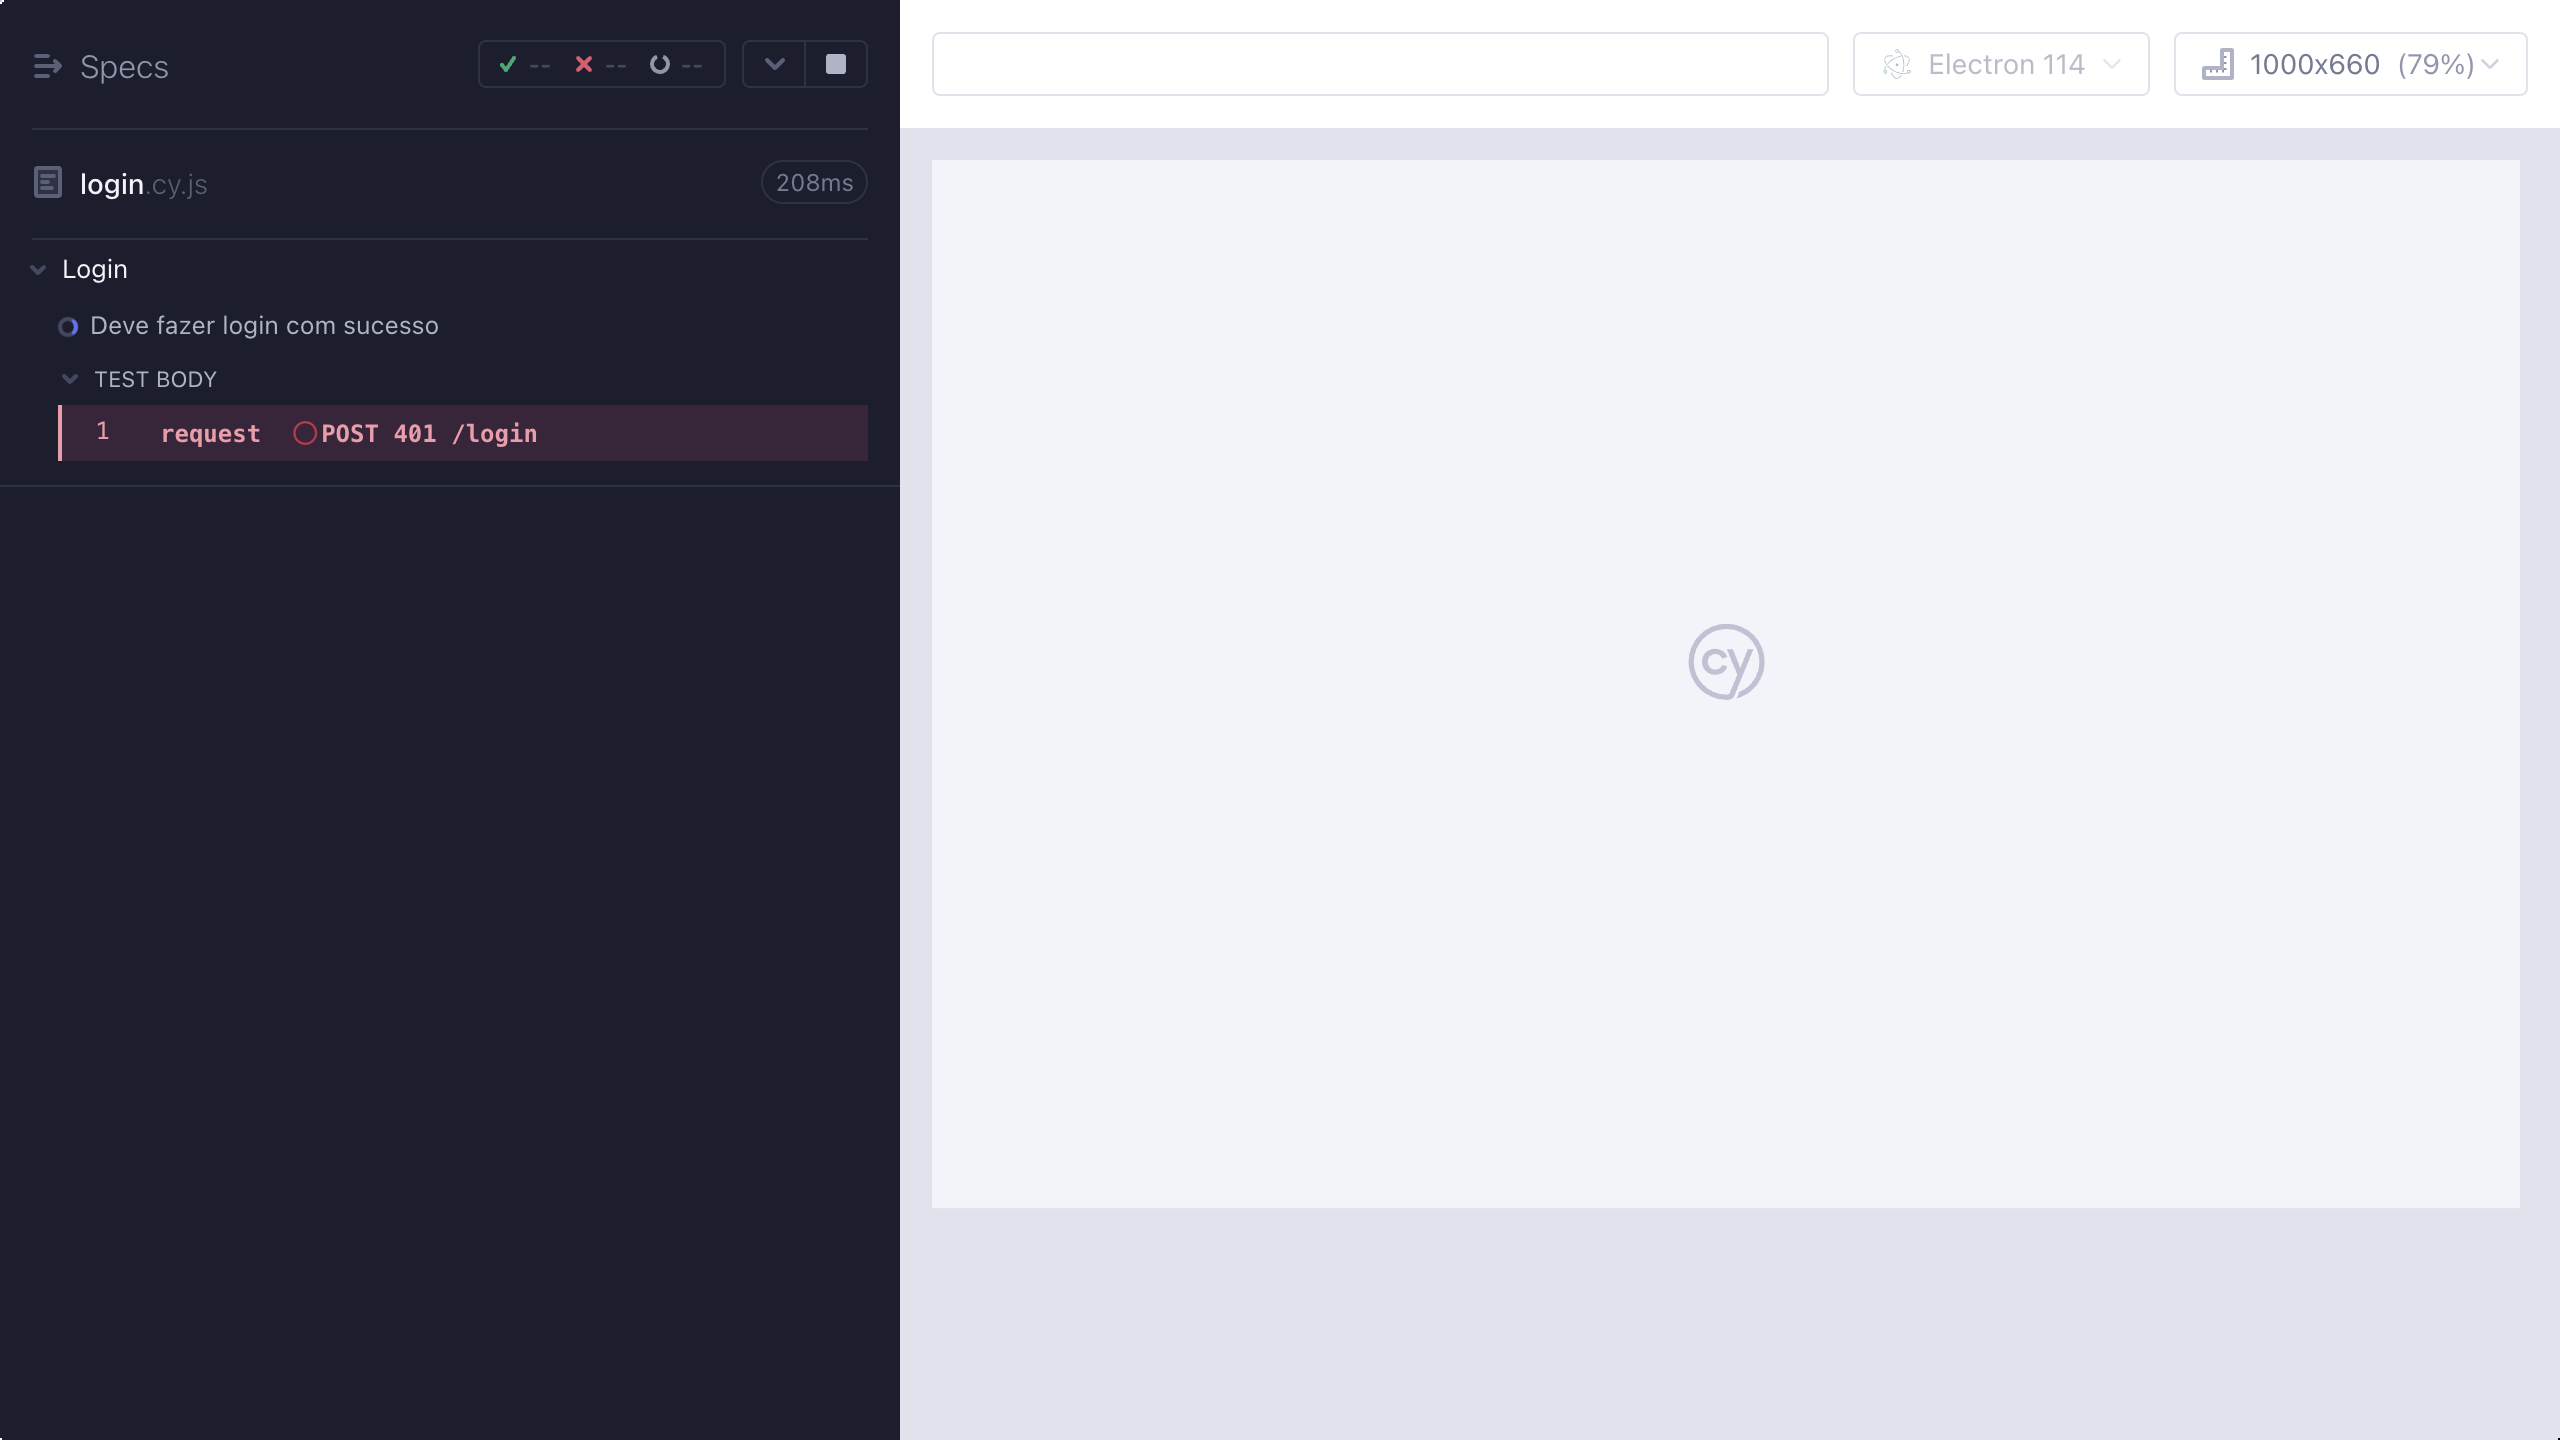 Specs
-- -- --
login.cy.js
208ms
Login
Deve fazer login com sucesso
TEST BODY
1 request POST 401 /login
Electron 114
1000x660 (79%)
cy